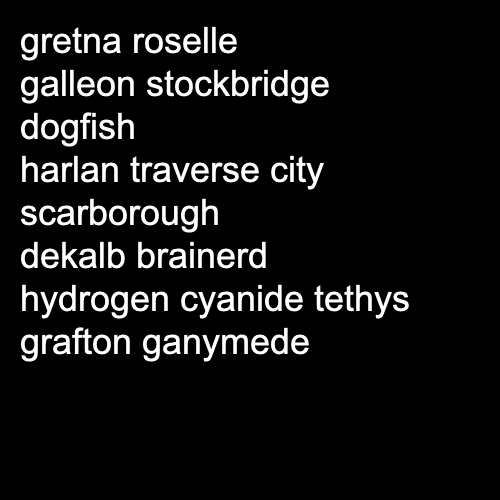 gretna roselle
galleon stockbridge
dogfish
harlan traverse city
scarborough
dekalb brainerd
hydrogen cyanide tethys
grafton ganymede